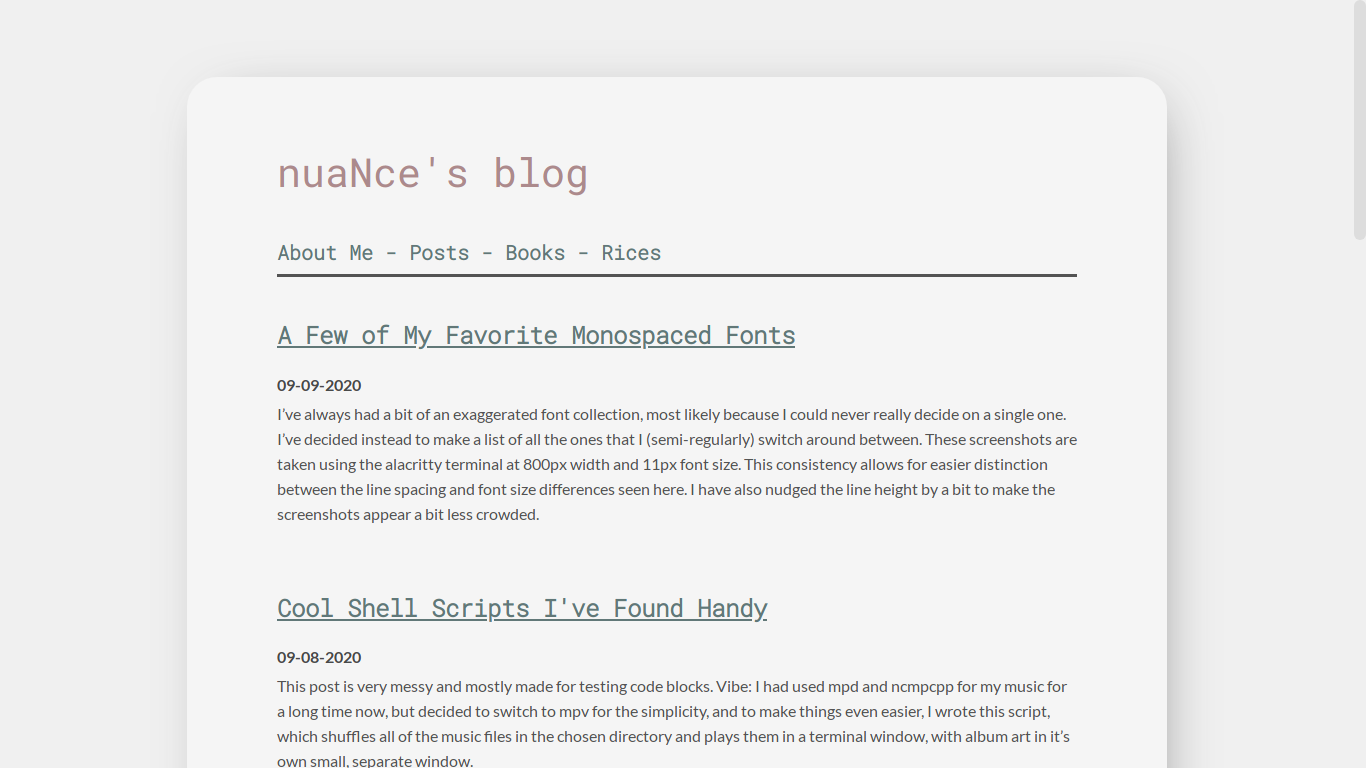 nuaNce's blog
About Me - Posts - Books - Rices
A Few of My Favorite Monospaced Fonts
09-09-2020
I’ve always had a bit of an exaggerated font collection, most likely because I could never really decide on a single one.
I’ve decided instead to make a list of all the ones that I (semi-regularly) switch around between. These screenshots are
taken using the alacritty terminal at 800px width and 11px font size. This consistency allows for easier distinction
between the line spacing and font size differences seen here. I have also nudged the line height by a bit to make the
screenshots appear a bit less crowded.
Cool Shell Scripts I've Found Handy
09-08-2020
This post is very messy and mostly made for testing code blocks. Vibe: I had used mpd and ncmpcpp for my music for
a long time now, but decided to switch to mpv for the simplicity, and to make things even easier, I wrote this script,
which shuffles all of the music files in the chosen directory and plays them in a terminal window, with album art in it’s
own small, separate window.